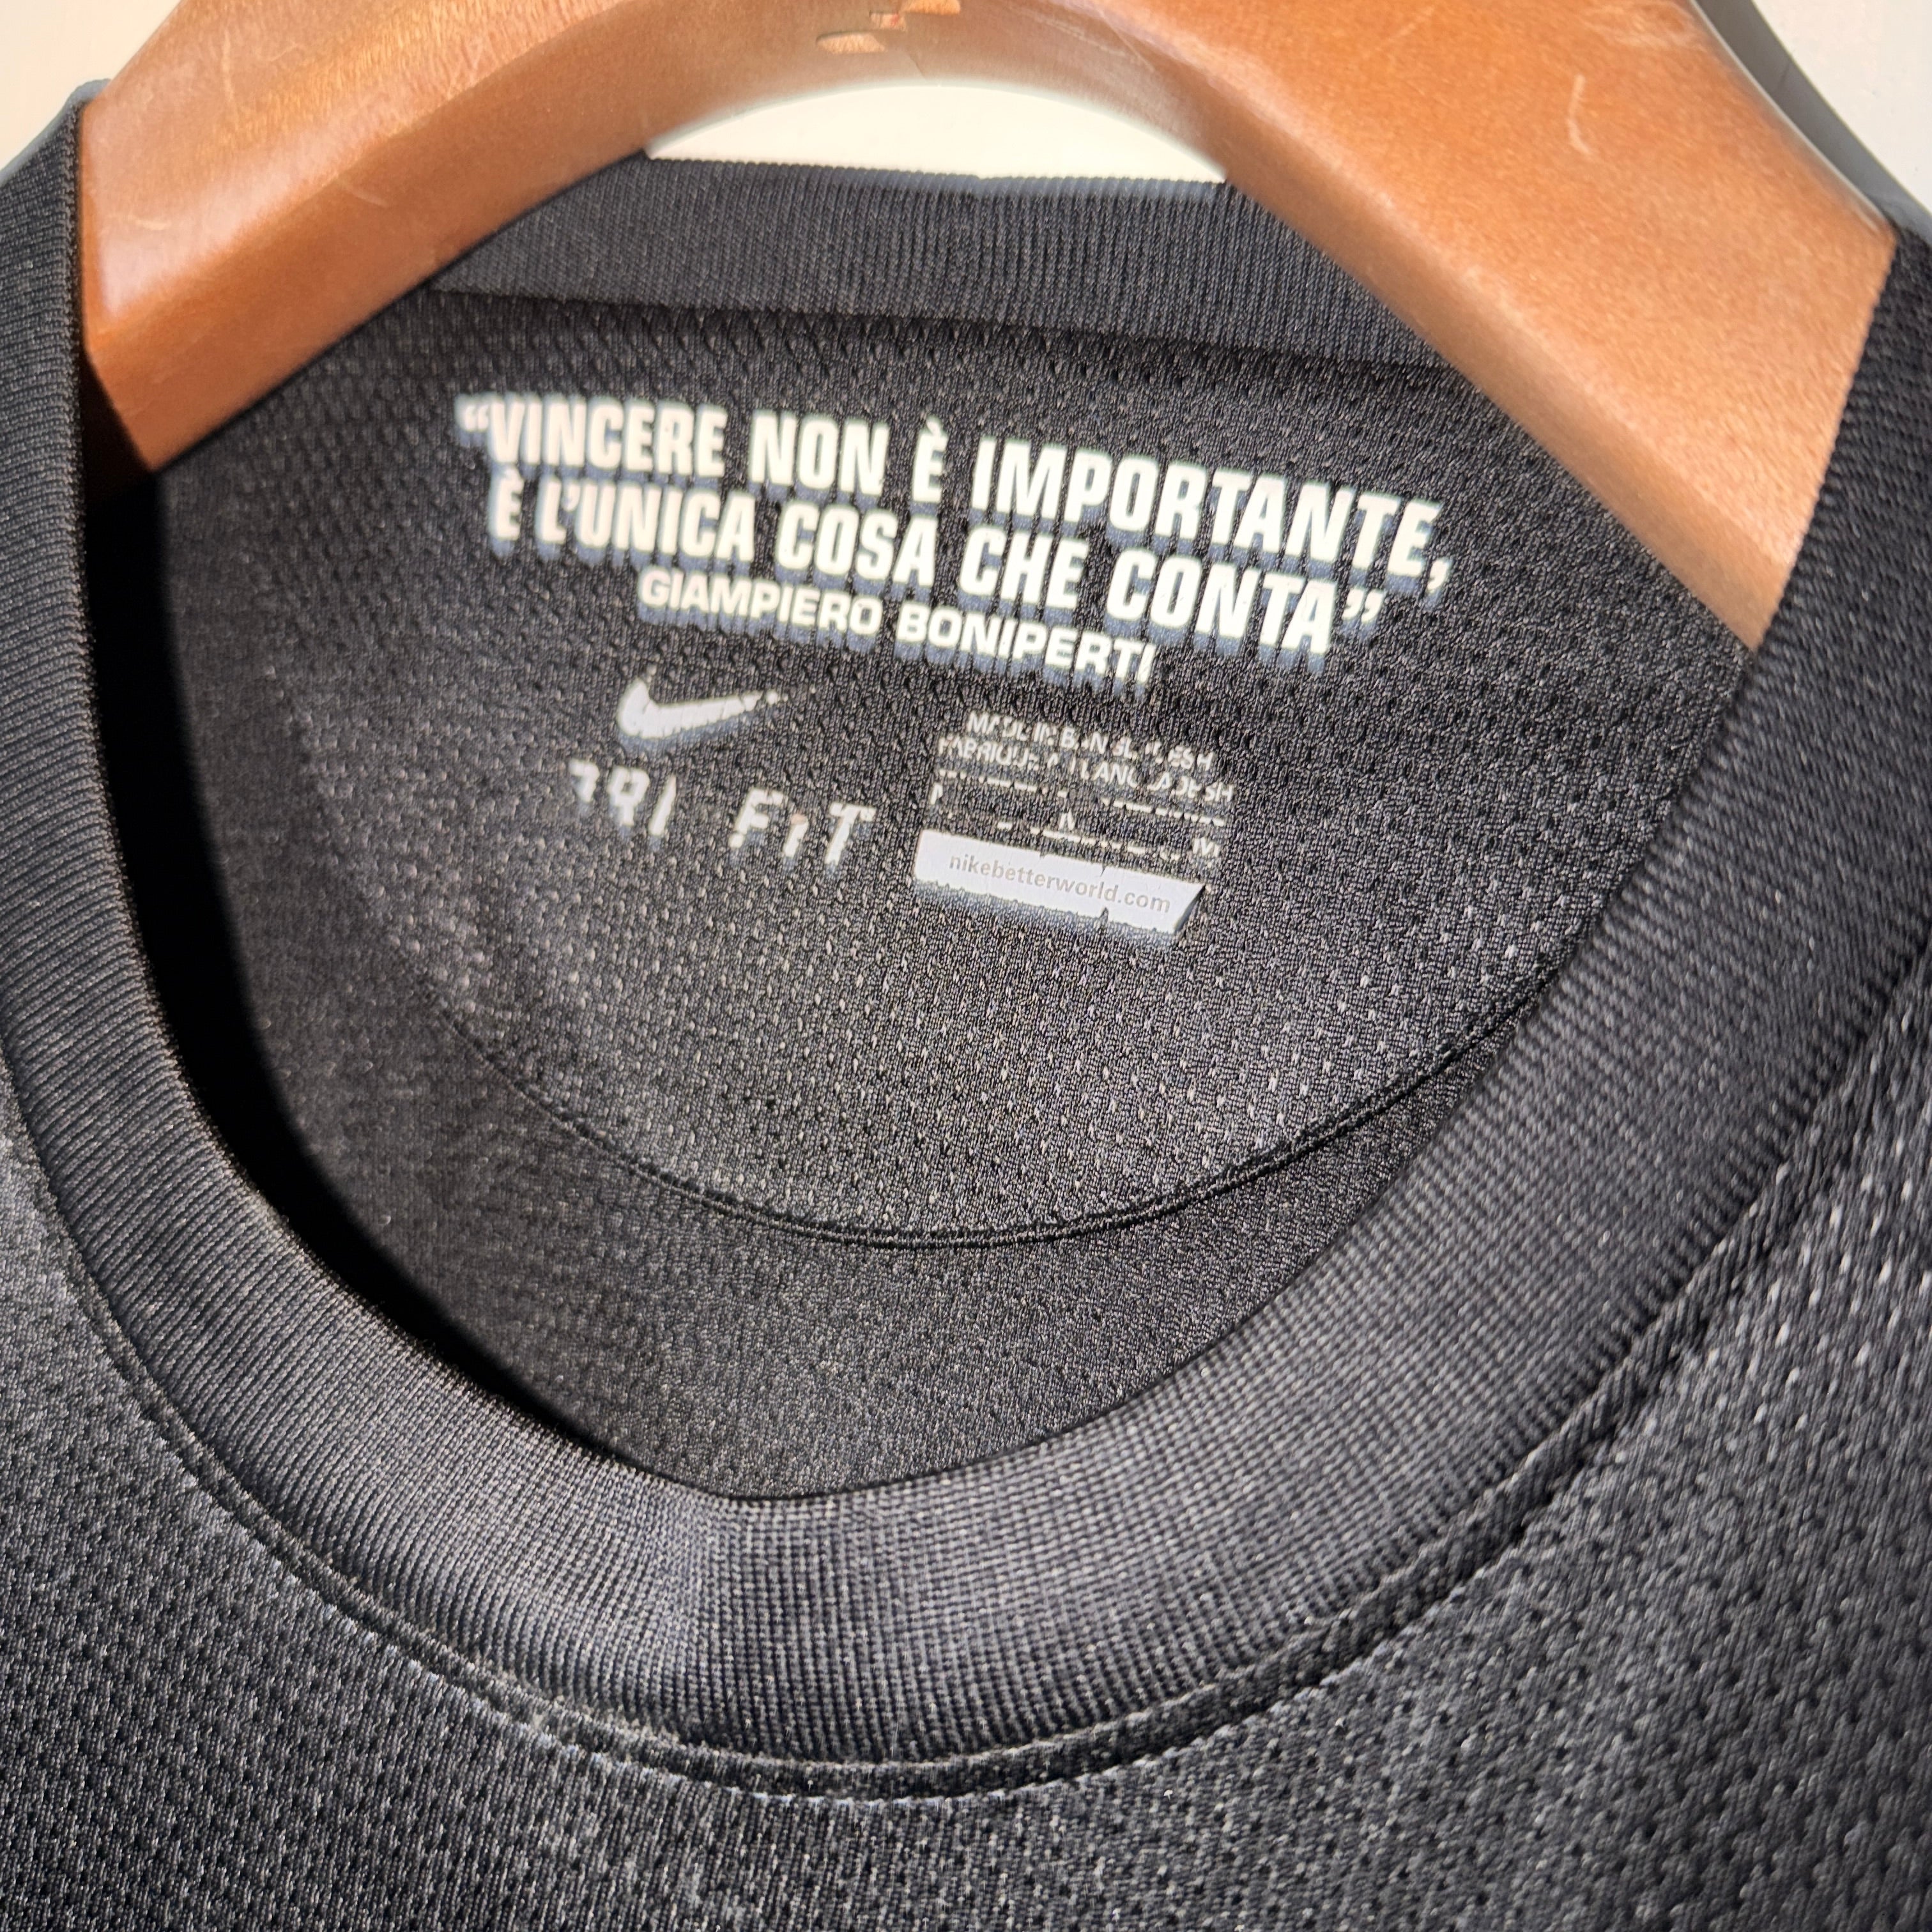 “VINCERE NON È IMPORTANTE,
È L’UNICA COSA CHE CONTA”
GIAMPIERO BONIPERTI
FIT
nikebetterworld.com